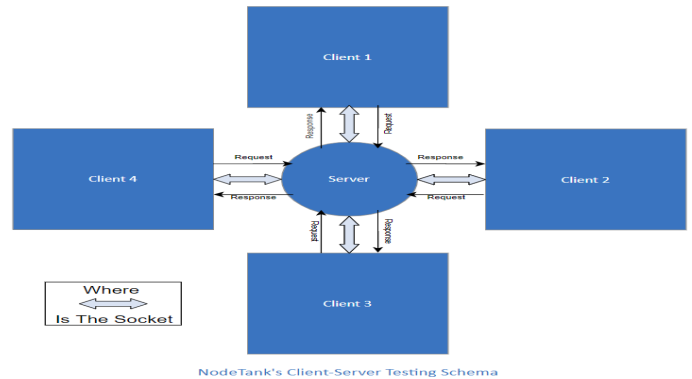 Client 1
Response
Request
Client 4
Request
Response
Server
Response
Request
Client 2
Request
Response
Client 3
Where
Is The Socket
NodeTank's Client-Server Testing Schema